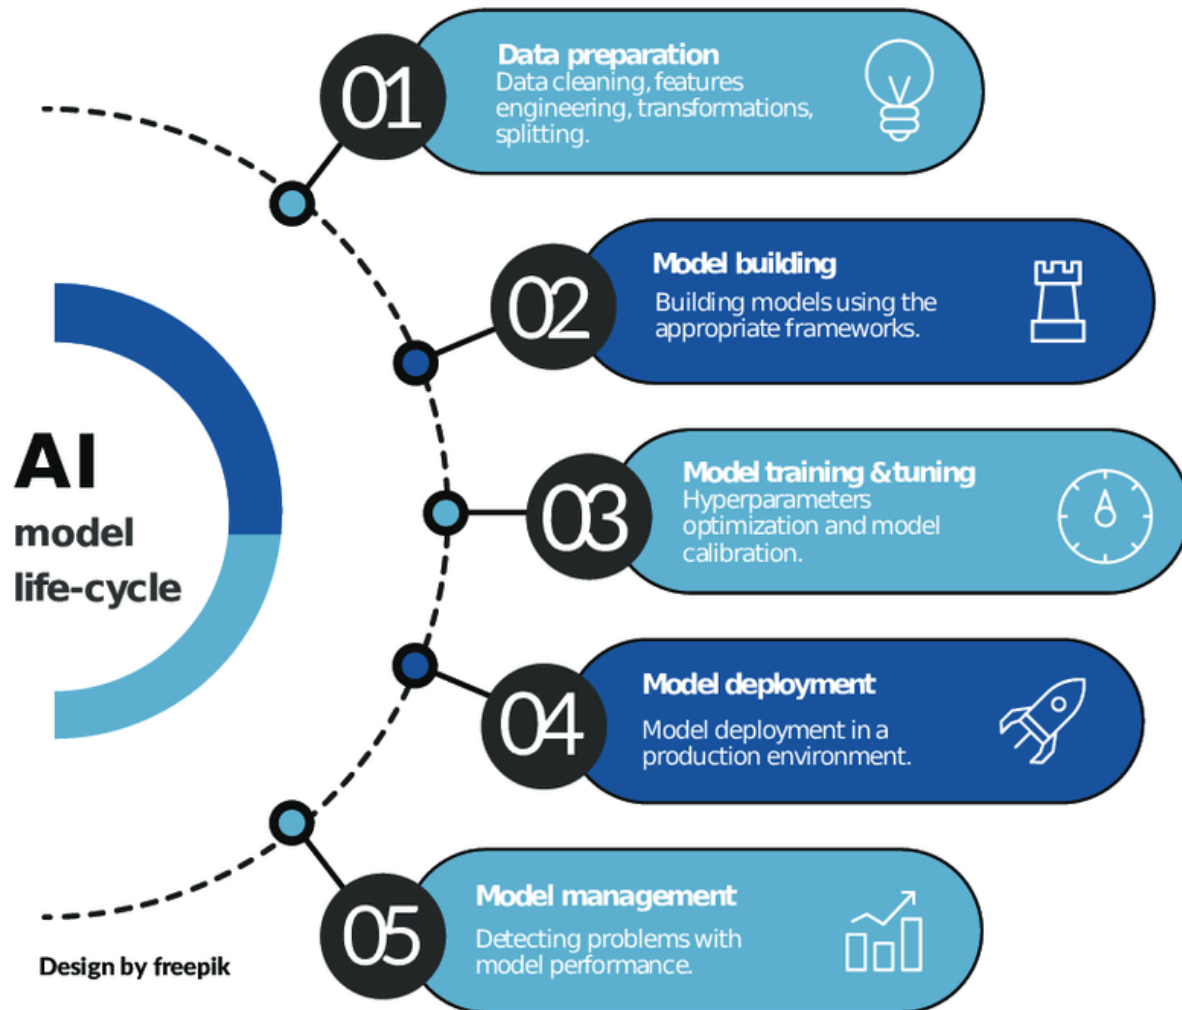 01
Data preparation
Data cleaning, features
engineering, transformations,
splitting.
02
Model building
Building models using the
appropriate frameworks.
AI
model
life-cycle
03
Model training & tuning
Hyperparameters
optimization and model
calibration.
04
Model deployment
Model deployment in a
production environment.
05
Model management
Detecting problems with
model performance.
Design by freepik